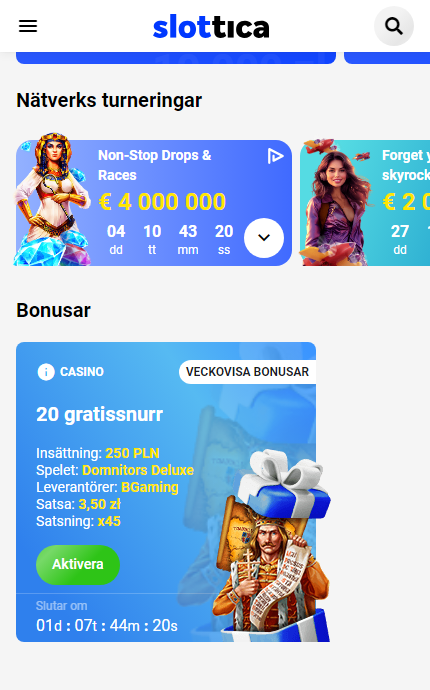 slottica
Nätverks turneringar
Non-Stop Drops &
Races
€ 4 000 000
04 10 43 20
dd tt mm ss
Forget y
skyrock
€ 2 0
27
dd
Bonusar
CASINO
VECKOVISA BONUSAR
20 gratissnurr
Insättning: 250 PLN
Spelet: Domnitors Deluxe
Leverantörer: BGaming
Satsa: 3,50 zł
Satsning: x45
Aktivera
Slutar om
01d : 07t : 44m : 20s